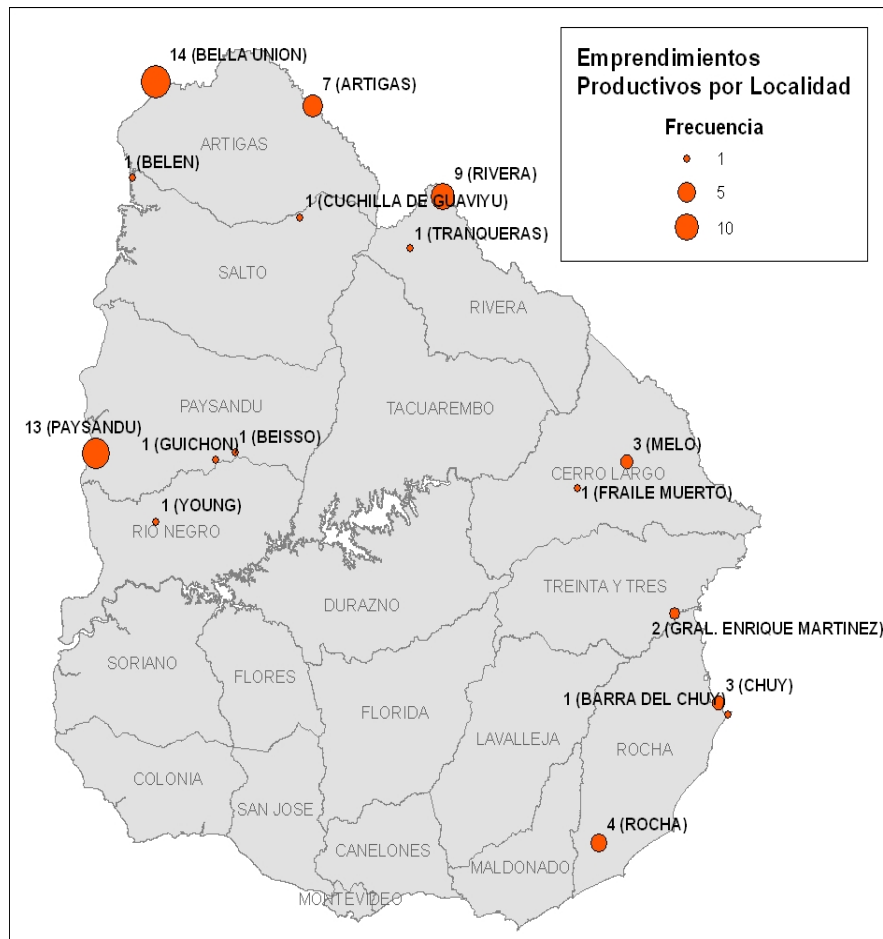 14 (BELLA UNION)
7 (ARTIGAS)
ARTIGAS
1 (BELEN)
9 (RIVERA)
1 (CUCHILLA DE GUAVIYU)
1 (TRANQUERAS)
SALTO
RIVERA
PAYSANDU
TACUAREMBO
13 (PAYSANDU)
1 (GUICHON)
1 (BEISSO)
3 (MELO)
CERRO LARGO
1 (FRAILE MUERTO)
1 (YOUNG)
RIO NEGRO
TREINTA Y TRES
DURAZNO
2 (GRAL. ENRIQUE MARTINEZ)
SORIANO
FLORES
FLORIDA
1 (BARRA DEL CHUY)
3 (CHUY)
LAVALLEJA
ROCHA
COLONIA
SAN JOSE
4 (ROCHA)
CANELONES
MALDONADO
MONTEVIDEO
Emprendimientos
Productivos por Localidad
Frecuencia
1
5
10